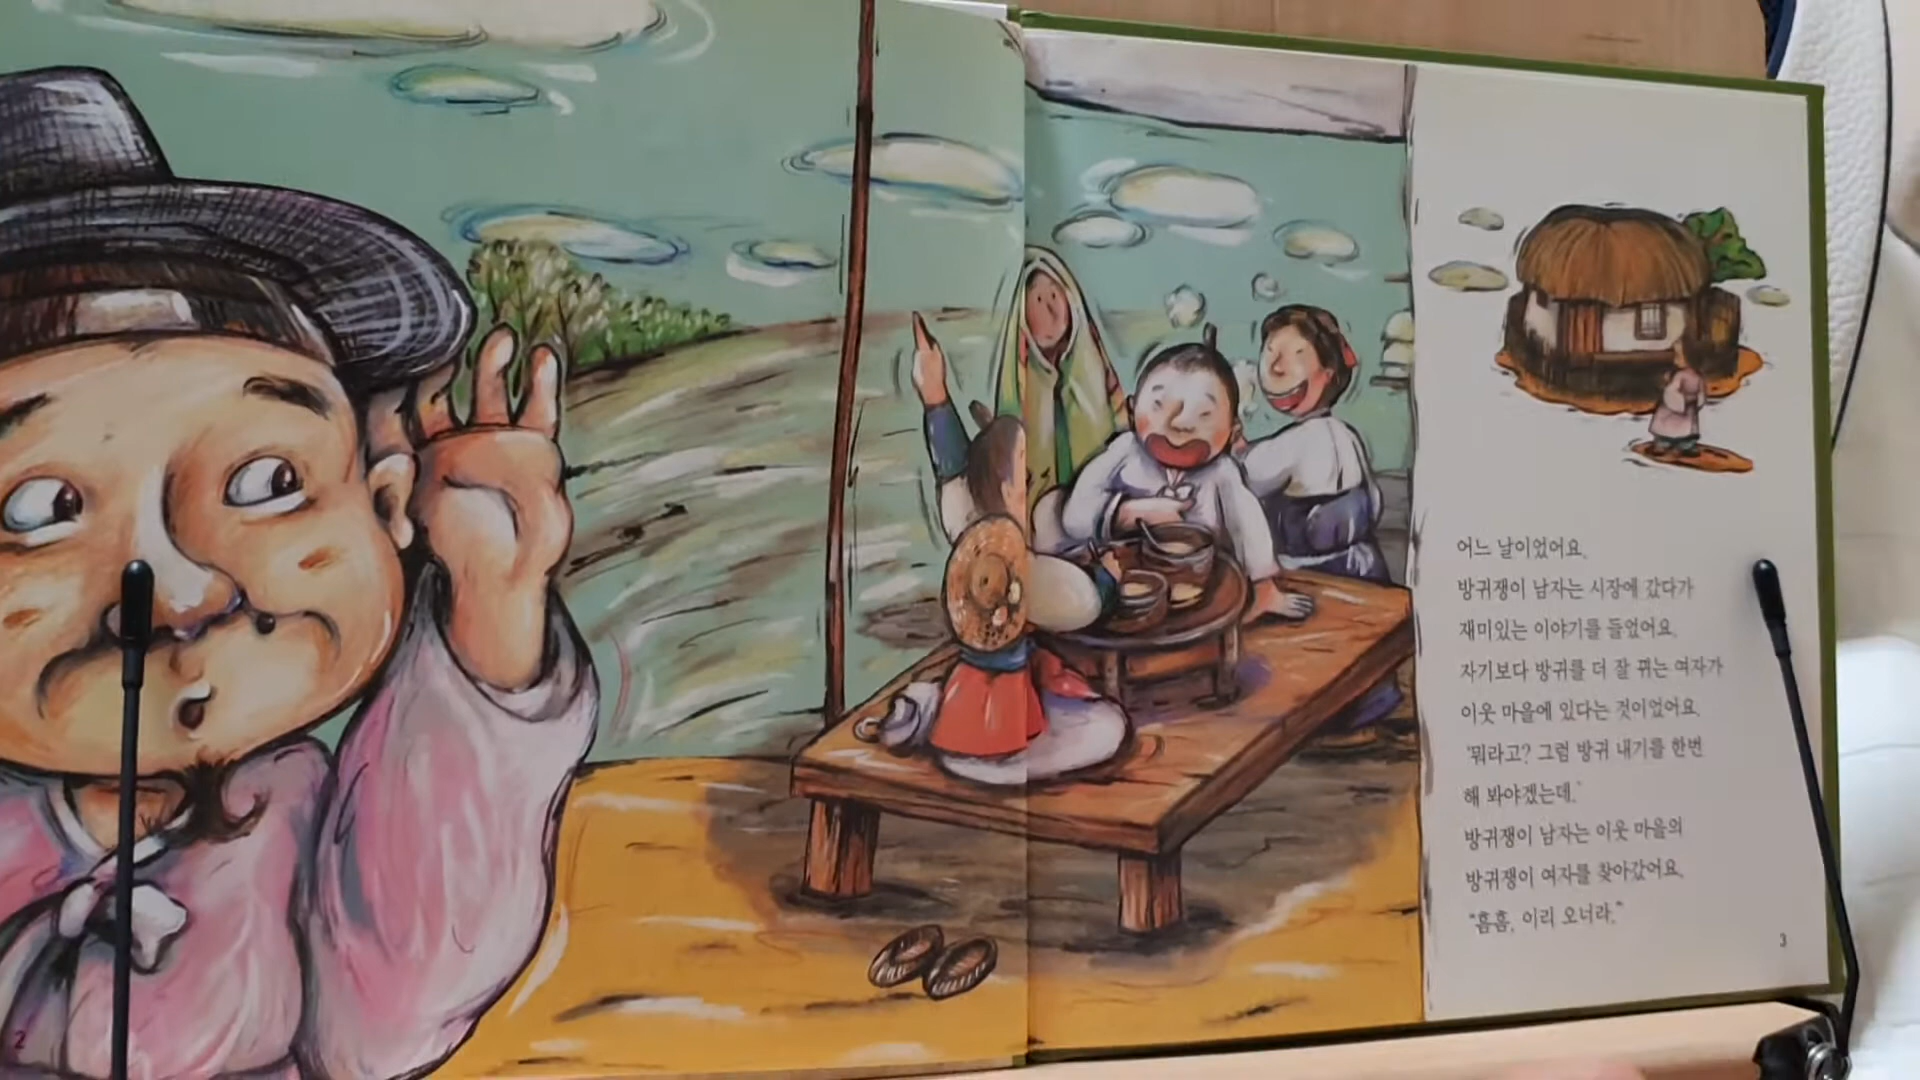 어느 날이었어요.
방귀쟁이 남자는 시장에 갔다가
재미있는 이야기를 들었어요.
자기보다 방귀를 더 잘 뀌는 여자가
이웃 마을에 있다는 것이었어요.
'뭐라고? 그럼 방귀 내기를 한번
해 봐야겠는데.'
방귀쟁이 남자는 이웃 마을의
방귀쟁이 여자를 찾아갔어요.
"흠흠, 이리 오너라."
2
3